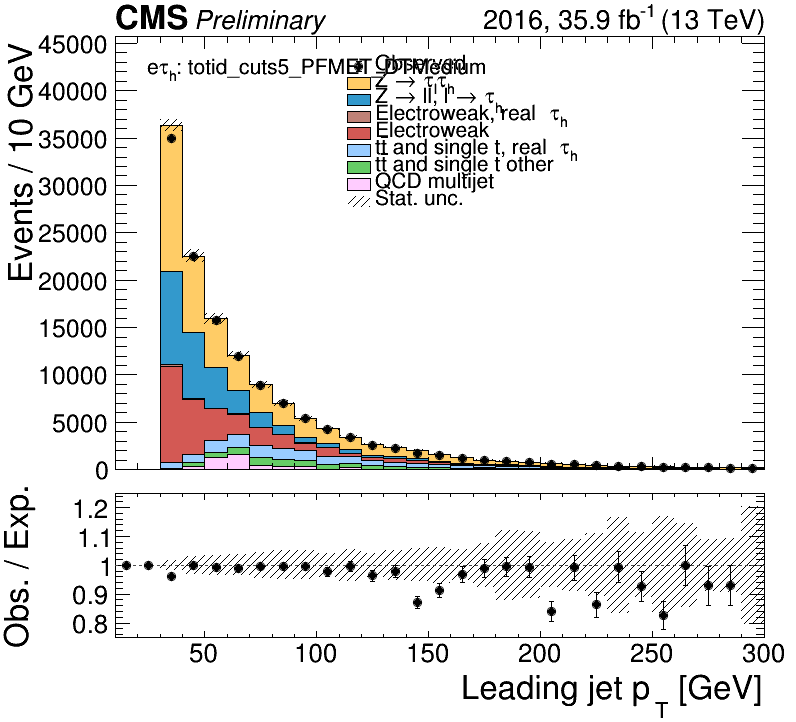 CMS Preliminary 2016, 35.9 fb-1 (13 TeV)
Events / 10 GeV
45000
40000
35000
30000
25000
20000
15000
10000
5000
0
eτh: totid_cuts5_PFMET_DTMedium
Observed
Z → τlτh
Z → ll, l → τh
Electroweak, real τh
Electroweak
tt̄ and single t, real τh
tt̄ and single t other
QCD multijet
Stat. unc.
Obs. / Exp.
1.2
1.1
1
0.9
0.8
50 100 150 200 250 300
Leading jet pT [GeV]